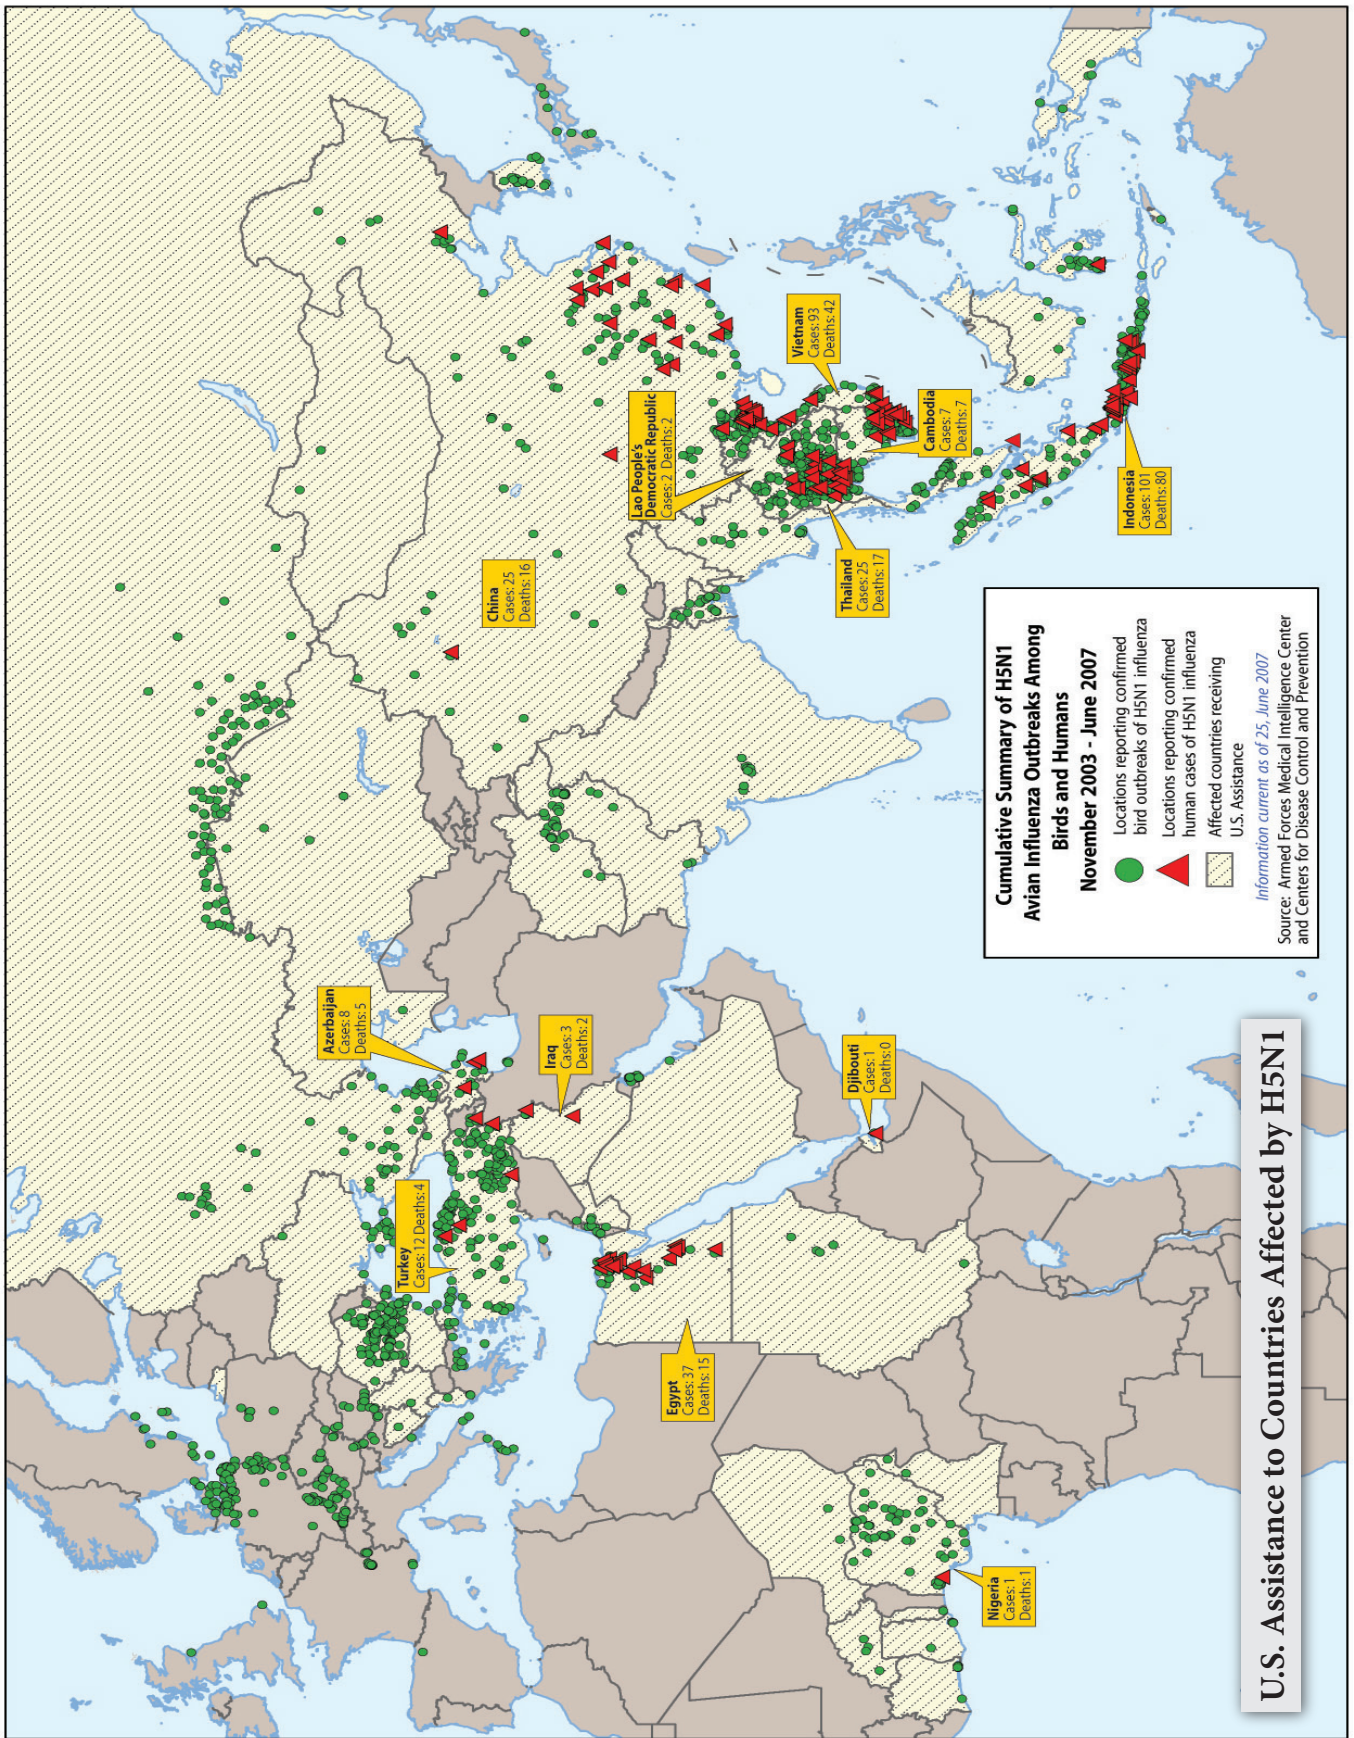 U.S. Assistance to Countries Affected by H5N1
Turkey
Cases: 12 Deaths: 4
Azerbaijan
Cases: 8
Deaths: 5
Iraq
Cases: 3
Deaths: 2
China
Cases: 25
Deaths: 16
Lao People's
Democratic Republic
Cases: 2 Deaths: 2
Vietnam
Cases: 93
Deaths: 42
Egypt
Cases: 37
Deaths: 15
Djibouti
Cases: 1
Deaths: 0
Thailand
Cases: 25
Deaths: 17
Cambodia
Cases: 7
Deaths: 7
Nigeria
Cases: 1
Deaths: 1
Indonesia
Cases: 101
Deaths: 80
Cumulative Summary of H5N1
Avian Influenza Outbreaks Among
Birds and Humans
November 2003 - June 2007
Locations reporting confirmed
bird outbreaks of H5N1 influenza
Locations reporting confirmed
human cases of H5N1 influenza
Affected countries receiving
U.S. Assistance
Information current as of 25, June 2007
Source: Armed Forces Medical Intelligence Center
and Centers for Disease Control and Prevention